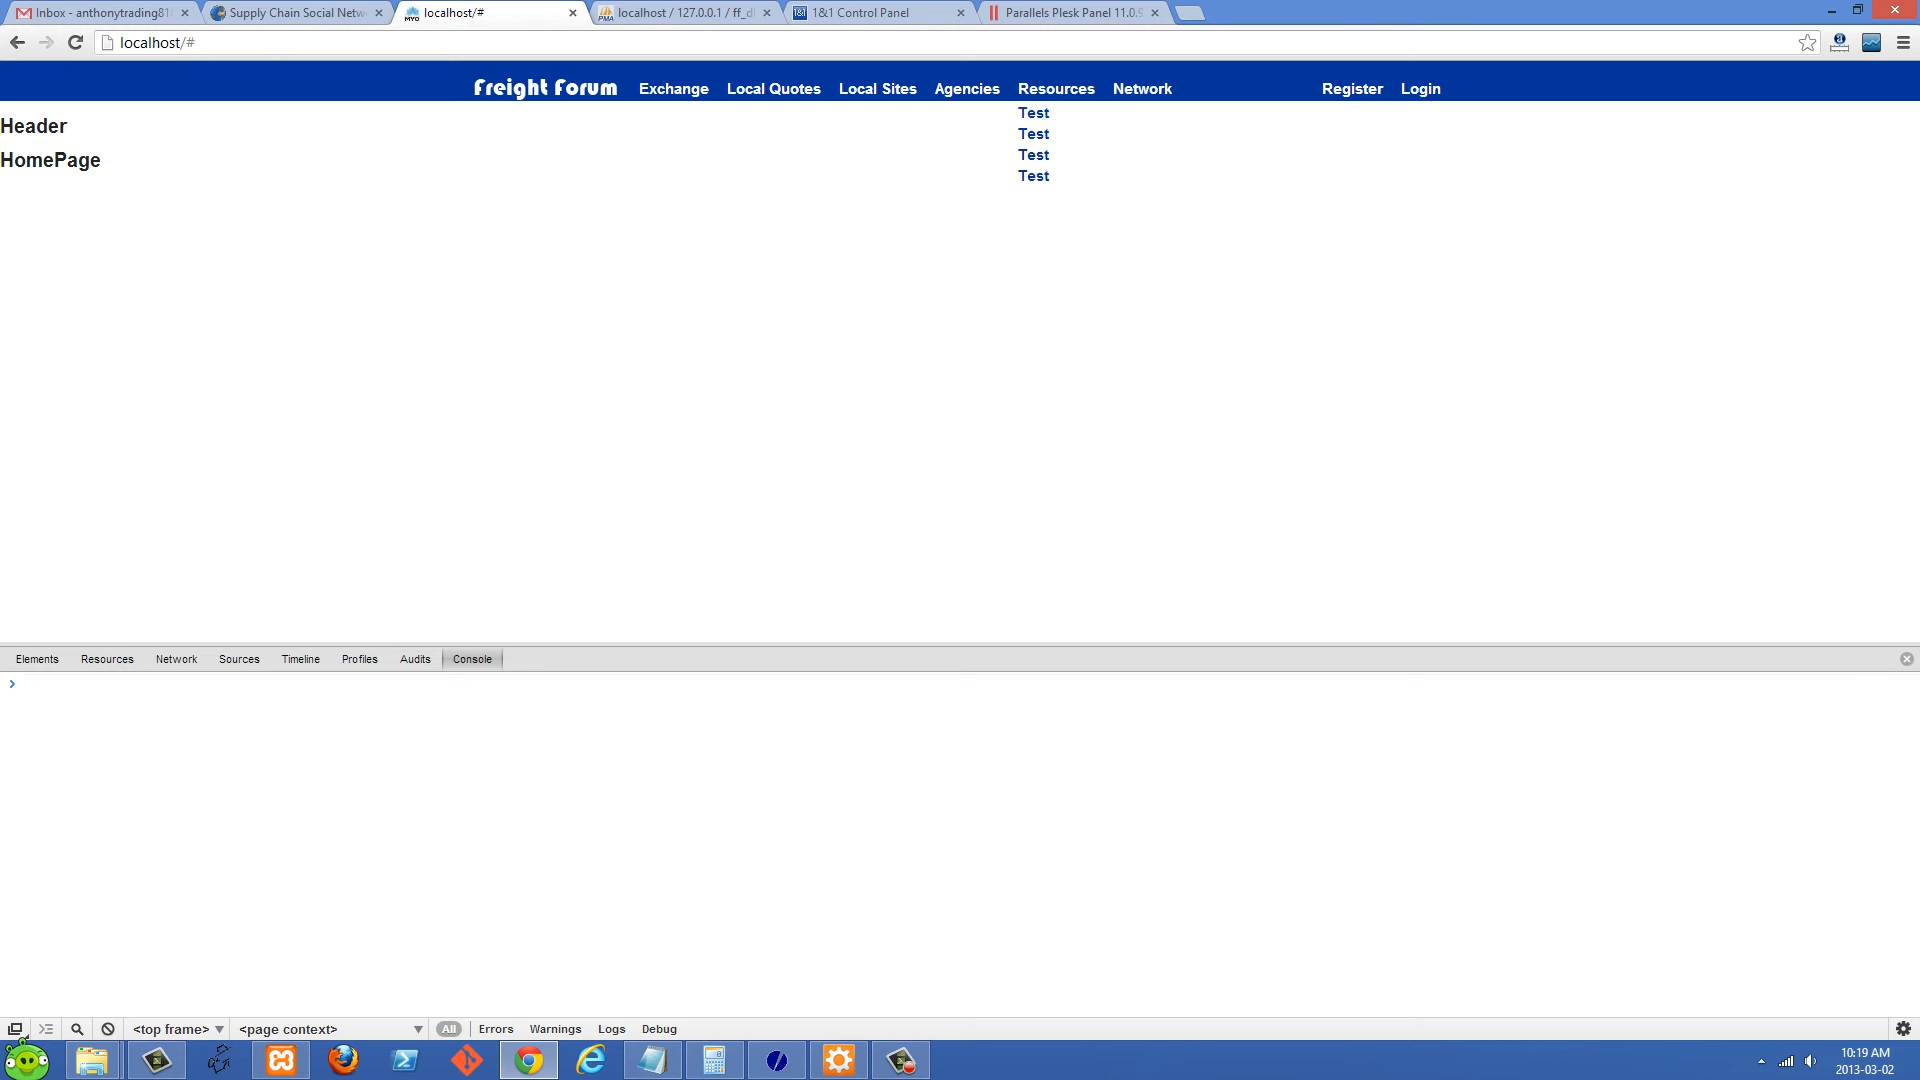 Inbox - anthonytrading81
Supply Chain Social Netw
localhost/#
localhost / 127.0.0.1 / ff_d
1&1 Control Panel
Parallels Plesk Panel 11.0.9
localhost/#
Freight Forum Exchange Local Quotes Local Sites Agencies Resources Network Register Login
Test
Header
Test
HomePage
Test
Test
Elements Resources Network Sources Timeline Profiles Audits Console
<top frame> <page context> All Errors Warnings Logs Debug
10:19 AM
2013-03-02